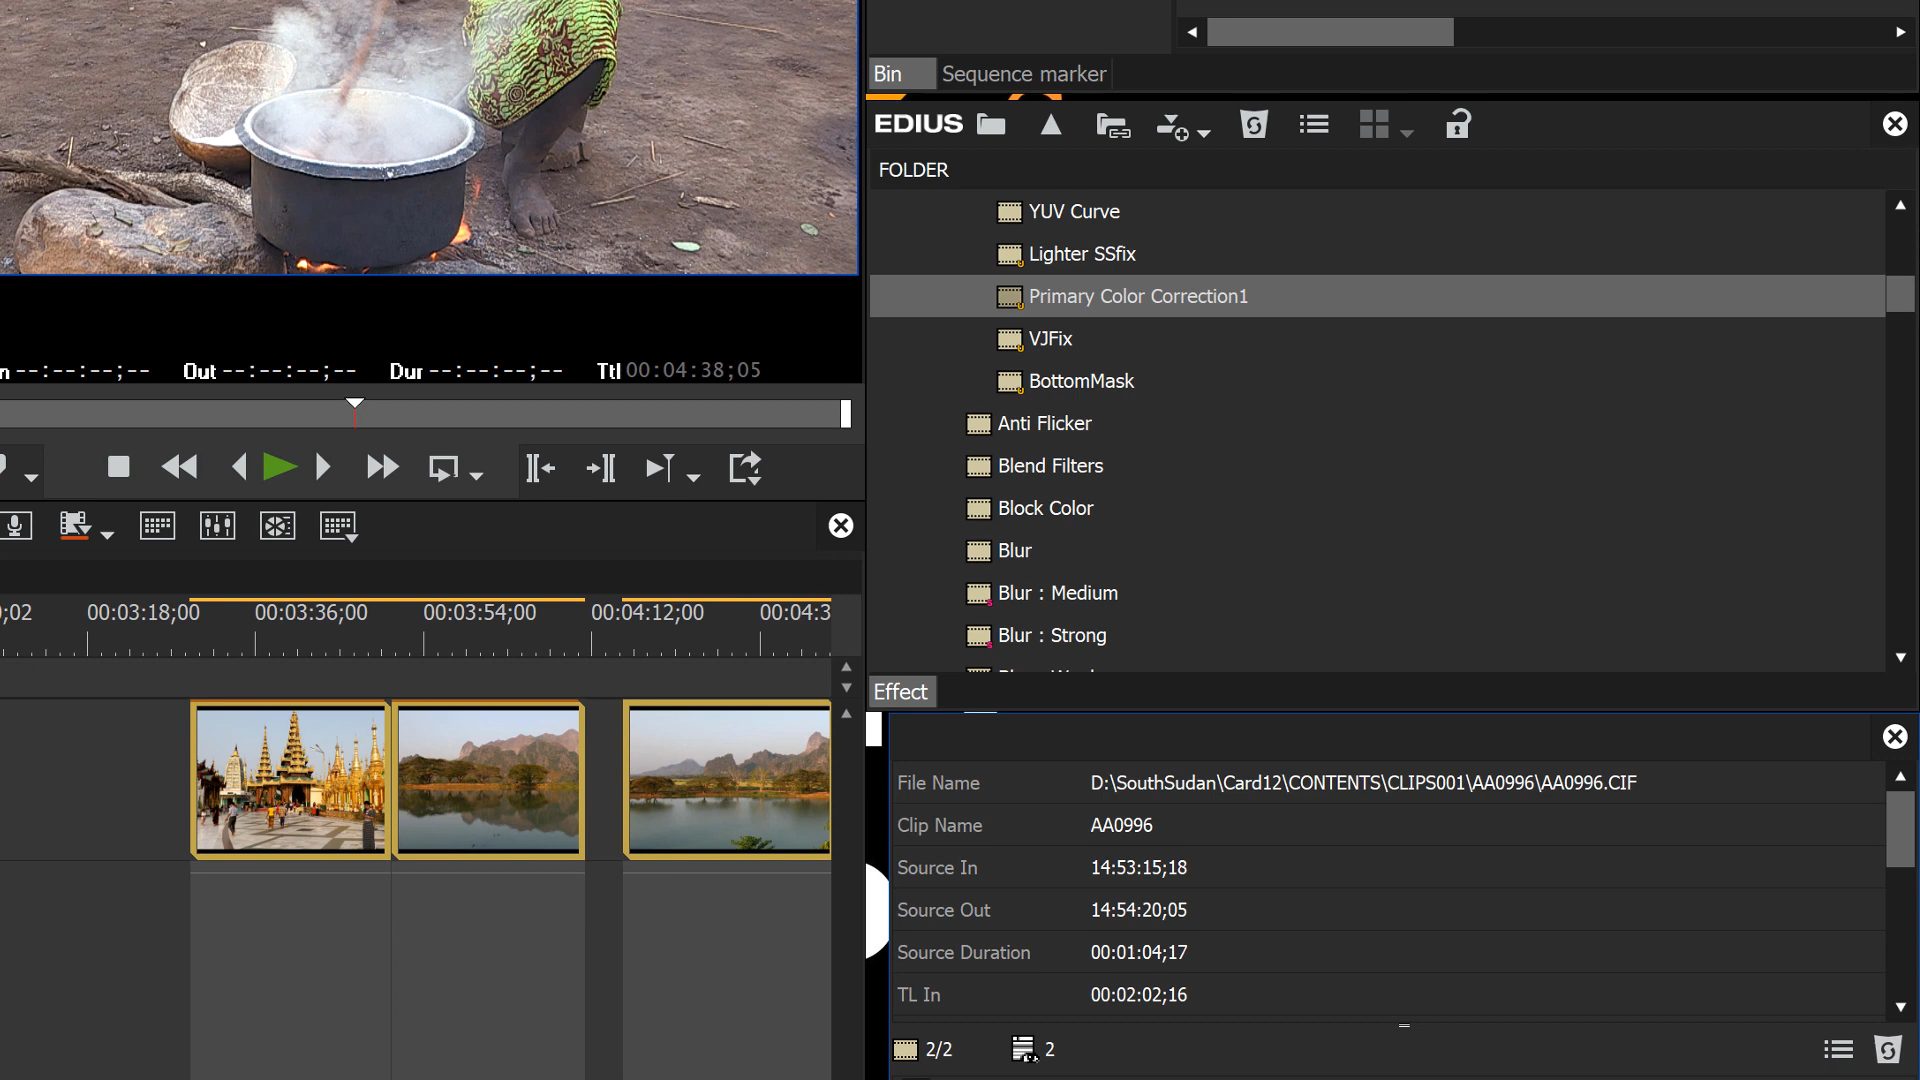 Bin Sequence marker
EDIUS
FOLDER
YUV Curve
Lighter SSfix
Primary Color Correction1
VJFix
BottomMask
Anti Flicker
Blend Filters
Block Color
Blur
Blur : Medium
Blur : Strong
Effect
--:--:--;-- Out --:--:--;-- Dur --:--:--;-- Ttl 00:04:38;05
;02 00:03:18;00 00:03:36;00 00:03:54;00 00:04:12;00 00:04:3
File Name D:\SouthSudan\Card12\CONTENTS\CLIPS001\AA0996\AA0996.CIF
Clip Name AA0996
Source In 14:53:15;18
Source Out 14:54:20;05
Source Duration 00:01:04;17
TL In 00:02:02;16
2/2 2